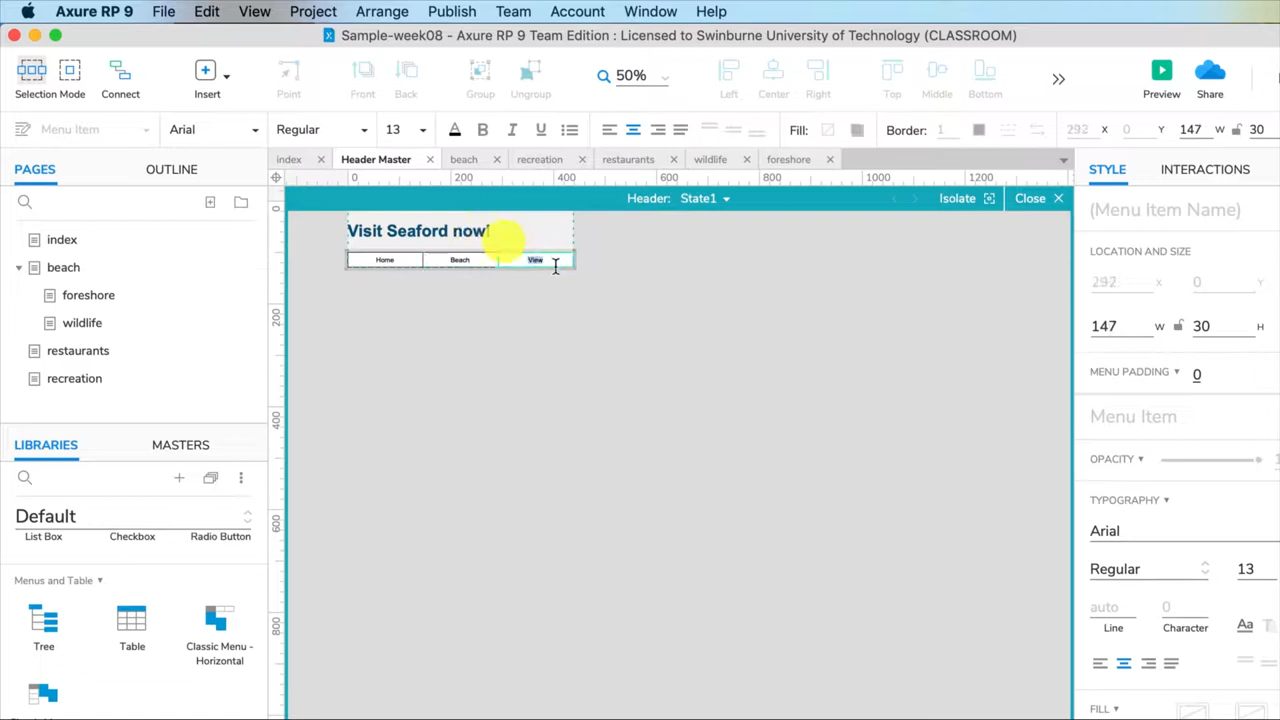 Axure RP 9 File Edit View Project Arrange Publish Team Account Window Help
Sample-week08 - Axure RP 9 Team Edition : Licensed to Swinburne University of Technology (CLASSROOM)
50%
Selection Mode Connect Insert Point Front Back Group Ungroup Left Center Right Top Middle Bottom Preview Share
Menu Item Arial Regular 13 Fill: Border: 1 292 X 0 Y 147 W 30
PAGES OUTLINE
index Header Master beach recreation restaurants wildlife foreshore
0 200 400 600 800 1000 1200
Header: State1 Isolate Close
Visit Seaford now!
Home Beach View
0
200
400
600
800
index
beach
foreshore
wildlife
restaurants
recreation
LIBRARIES MASTERS
Default
List Box Checkbox Radio Button
Menus and Table
Tree Table Classic Menu -
Horizontal
STYLE INTERACTIONS
(Menu Item Name)
LOCATION AND SIZE
292 X 0 Y
147 W 30 H
MENU PADDING 0
Menu Item
OPACITY
TYPOGRAPHY
Arial
Regular 13
auto 0
Line Character Aa
FILL